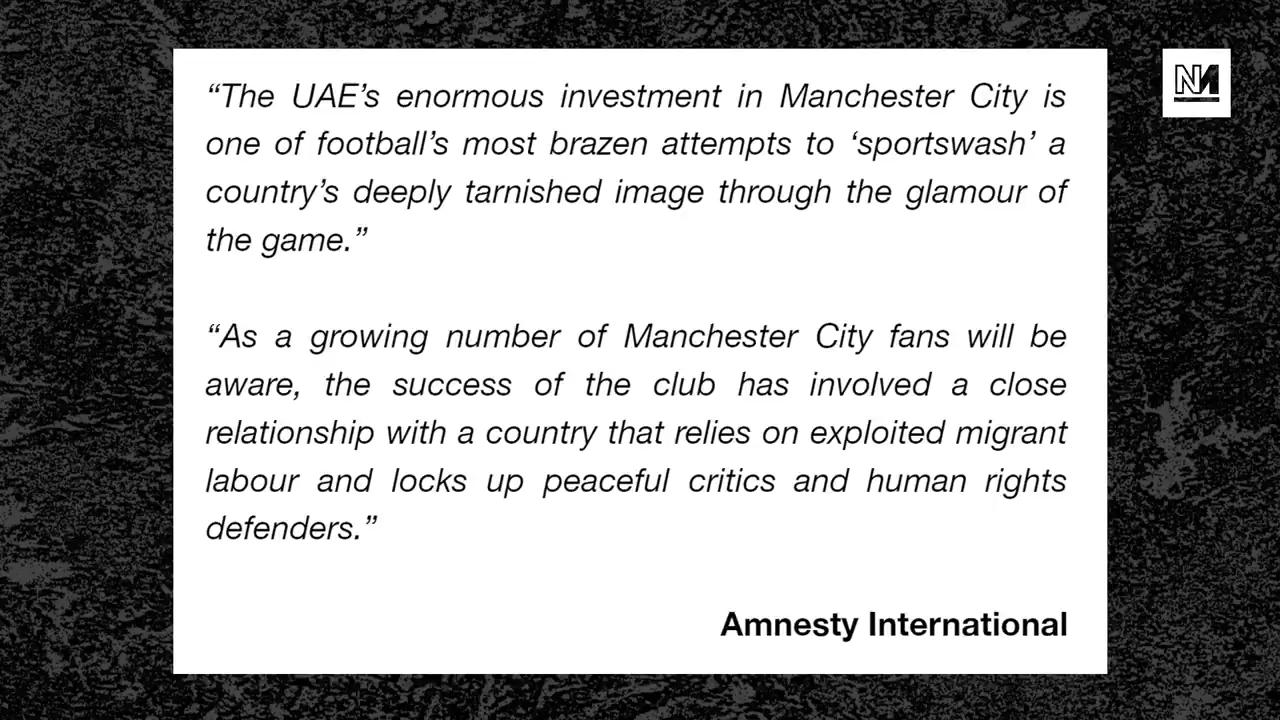 “The UAE’s enormous investment in Manchester City is
one of football’s most brazen attempts to ‘sportswash’ a
country’s deeply tarnished image through the glamour of
the game.”
“As a growing number of Manchester City fans will be
aware, the success of the club has involved a close
relationship with a country that relies on exploited migrant
labour and locks up peaceful critics and human rights
defenders.”
Amnesty International
NM